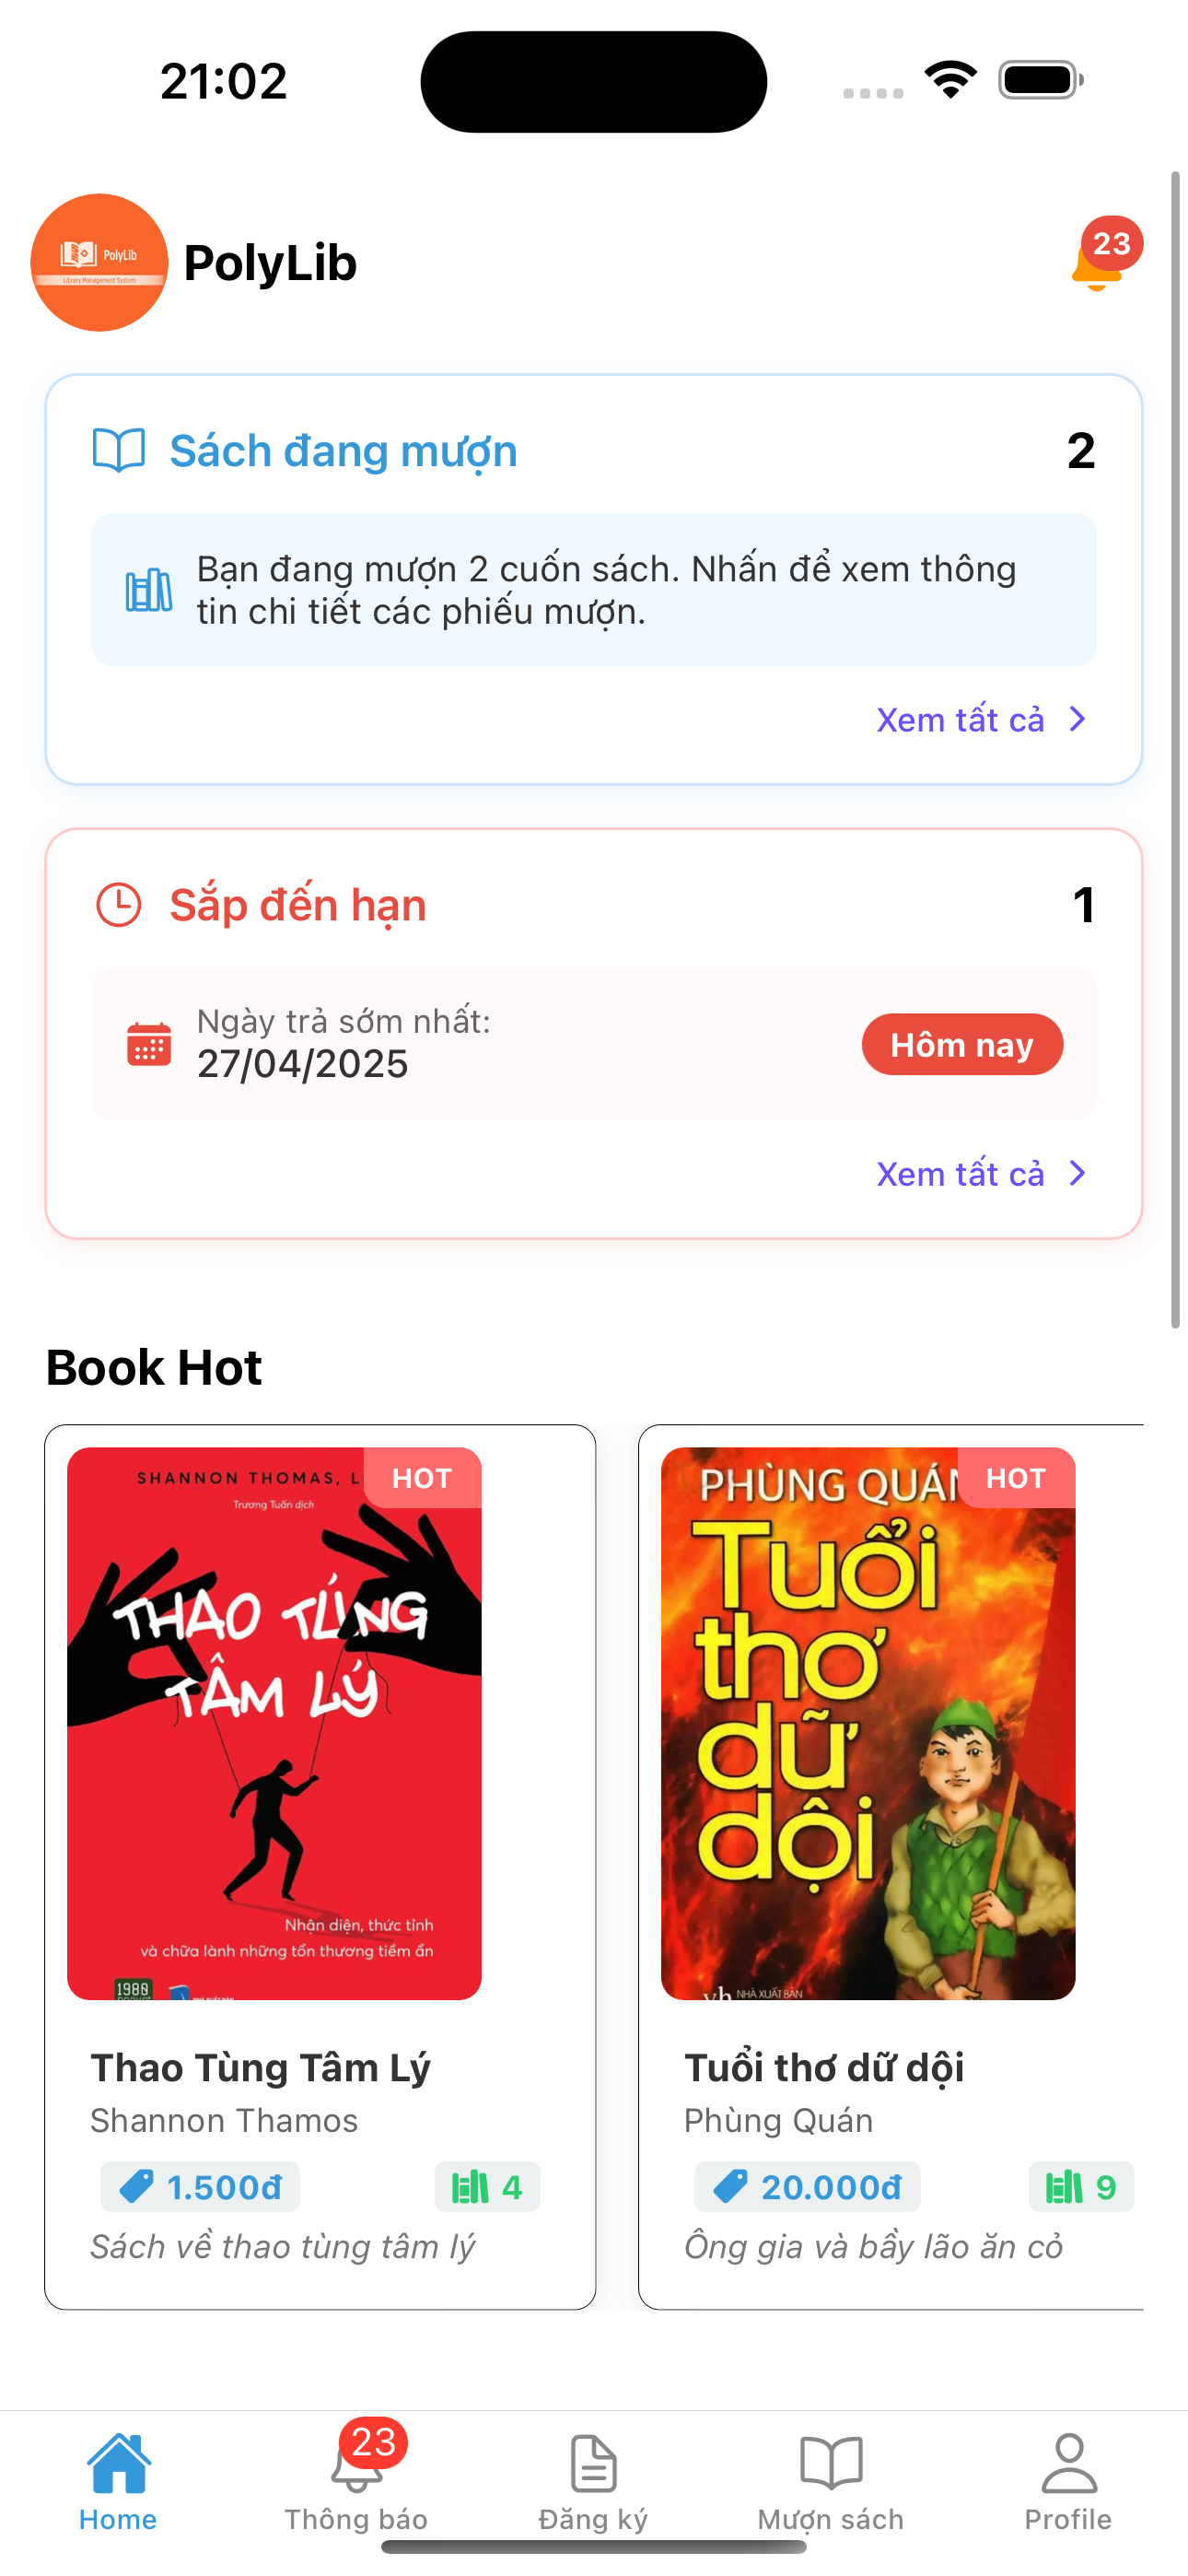 21:02
PolyLib
Library Management System
PolyLib
23
Sách đang mượn
2
Bạn đang mượn 2 cuốn sách. Nhấn để xem thông
tin chi tiết các phiếu mượn.
Xem tất cả
Sắp đến hạn
1
Ngày trả sớm nhất:
27/04/2025
Hôm nay
Xem tất cả
Book Hot
SHANNON THOMAS, L
HOT
Trương Tuấn dịch
THAO TÚNG
TÂM LÝ
Nhận diện, thức tỉnh
và chữa lành những tổn thương tiềm ẩn
1980
PHÙNG QUÁN
HOT
Tuổi
thơ
dữ
dội
NHÀ XUẤT BẢN
Thao Tùng Tâm Lý
Shannon Thamos
1.500đ
4
Sách về thao tùng tâm lý
Tuổi thơ dữ dội
Phùng Quán
20.000đ
9
Ông gia và bầy lão ăn cỏ
Home
23
Thông báo
Đăng ký
Mượn sách
Profile